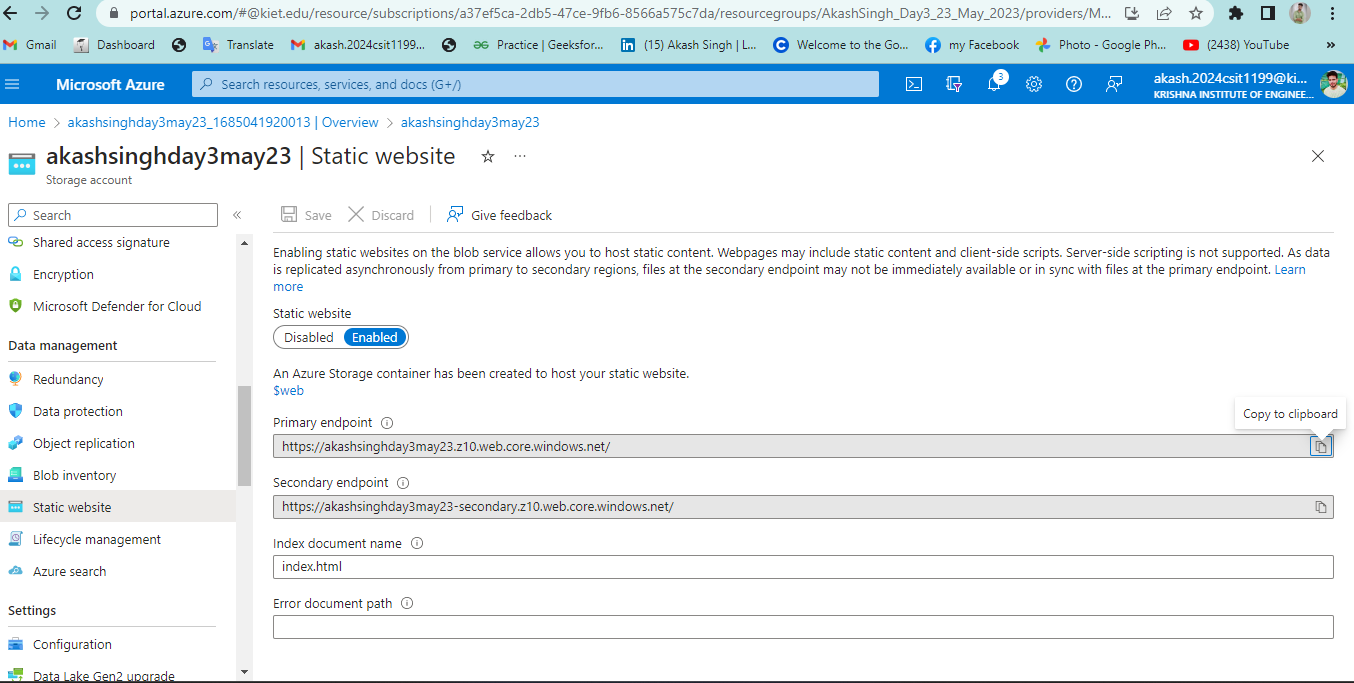 portal.azure.com/#@kiet.edu/resource/subscriptions/a37ef5ca-2db5-47ce-9fb6-8566a575c7da/resourcegroups/AkashSingh_Day3_23_May_2023/providers/M...
Gmail Dashboard Translate akash.2024csit1199... Practice | Geeksfor... (15) Akash Singh | L... Welcome to the Go... my Facebook Photo - Google Ph... (2438) YouTube »
Microsoft Azure Search resources, services, and docs (G+/) 3 akash.2024csit1199@ki...
KRISHNA INSTITUTE OF ENGINEE...
Home > akashsinghday3may23_1685041920013 | Overview > akashsinghday3may23
akashsinghday3may23 | Static website ...
Storage account
Search «
Shared access signature
Encryption
Microsoft Defender for Cloud
Data management
Redundancy
Data protection
Object replication
Blob inventory
Static website
Lifecycle management
Azure search
Settings
Configuration
Data Lake Gen2 upgrade
Save Discard Give feedback
Enabling static websites on the blob service allows you to host static content. Webpages may include static content and client-side scripts. Server-side scripting is not supported. As data
is replicated asynchronously from primary to secondary regions, files at the secondary endpoint may not be immediately available or in sync with files at the primary endpoint. Learn
more
Static website
Disabled Enabled
An Azure Storage container has been created to host your static website.
$web
Copy to clipboard
Primary endpoint
https://akashsinghday3may23.z10.web.core.windows.net/
Secondary endpoint
https://akashsinghday3may23-secondary.z10.web.core.windows.net/
Index document name
index.html
Error document path